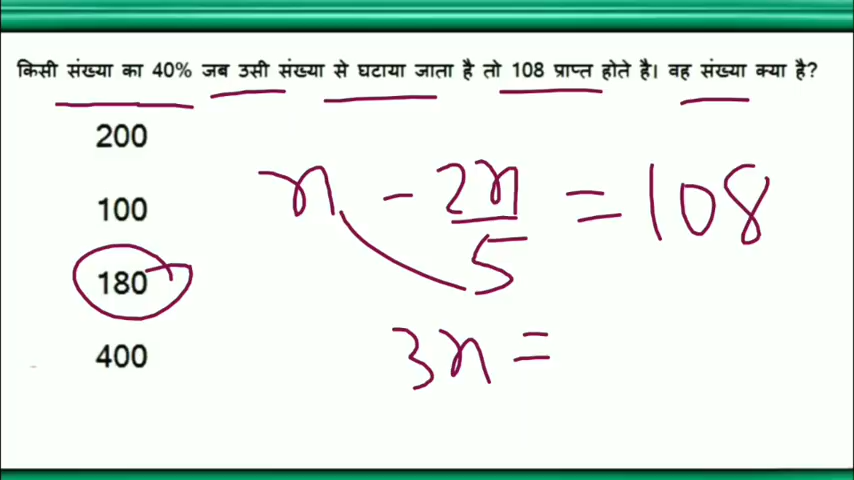 किसी संख्या का 40% जब उसी संख्या से घटाया जाता है तो 108 प्राप्त होते है। वह संख्या क्या है?
200
100
180
400
n - 2n/5 = 108
3n =